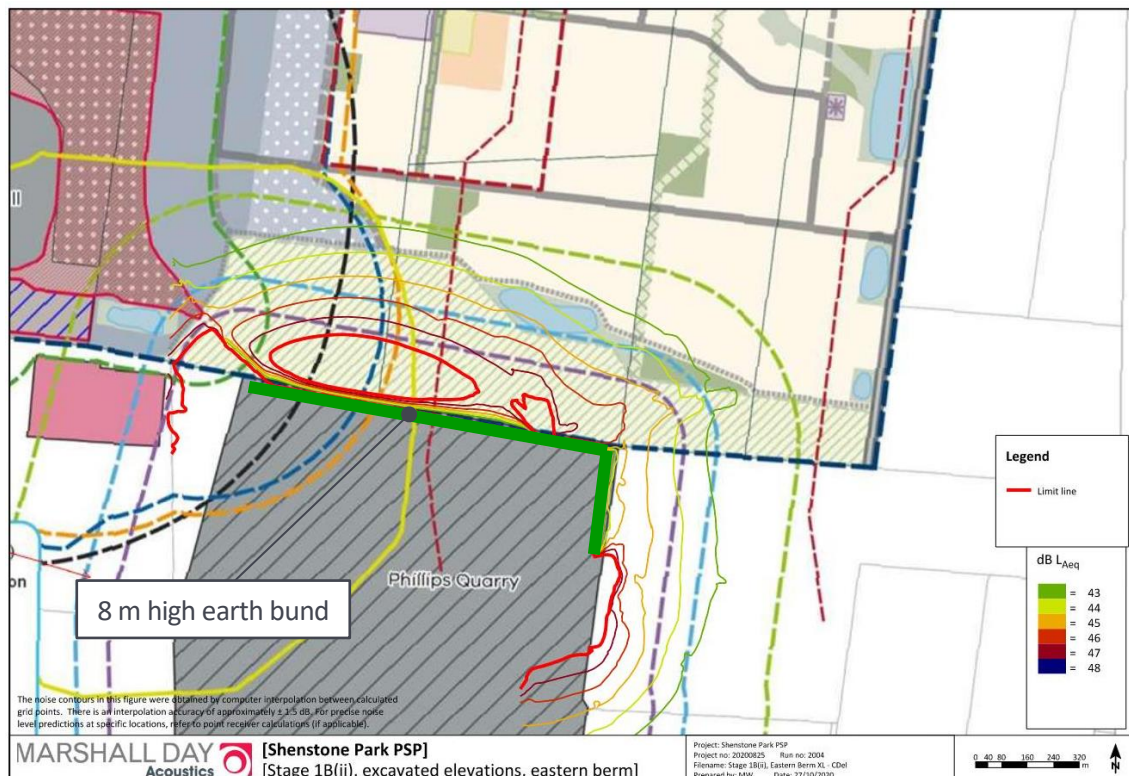 ll
on
Phillips Quarry
8 m high earth bund
Legend
Limit line
dB LAeq
= 43
= 44
= 45
= 46
= 47
= 48
The noise contours in this figure were obtained by computer interpolation between calculated
grid points. There is an interpolation accuracy of approximately ± 1.5 dB. For precise noise
level predictions at specific locations, refer to point receiver calculations (if applicable).
MARSHALL DAY
Acoustics
[Shenstone Park PSP]
[Stage 1B(ii), excavated elevations, eastern berm]
Project: Shenstone Park PSP
Project no: 20200825 Run no: 2004
Filename: Stage 1B(ii), Eastern Berm XL - CDel
Prepared by: MW Date: 27/10/2020
0 40 80 160 240 320
m
N